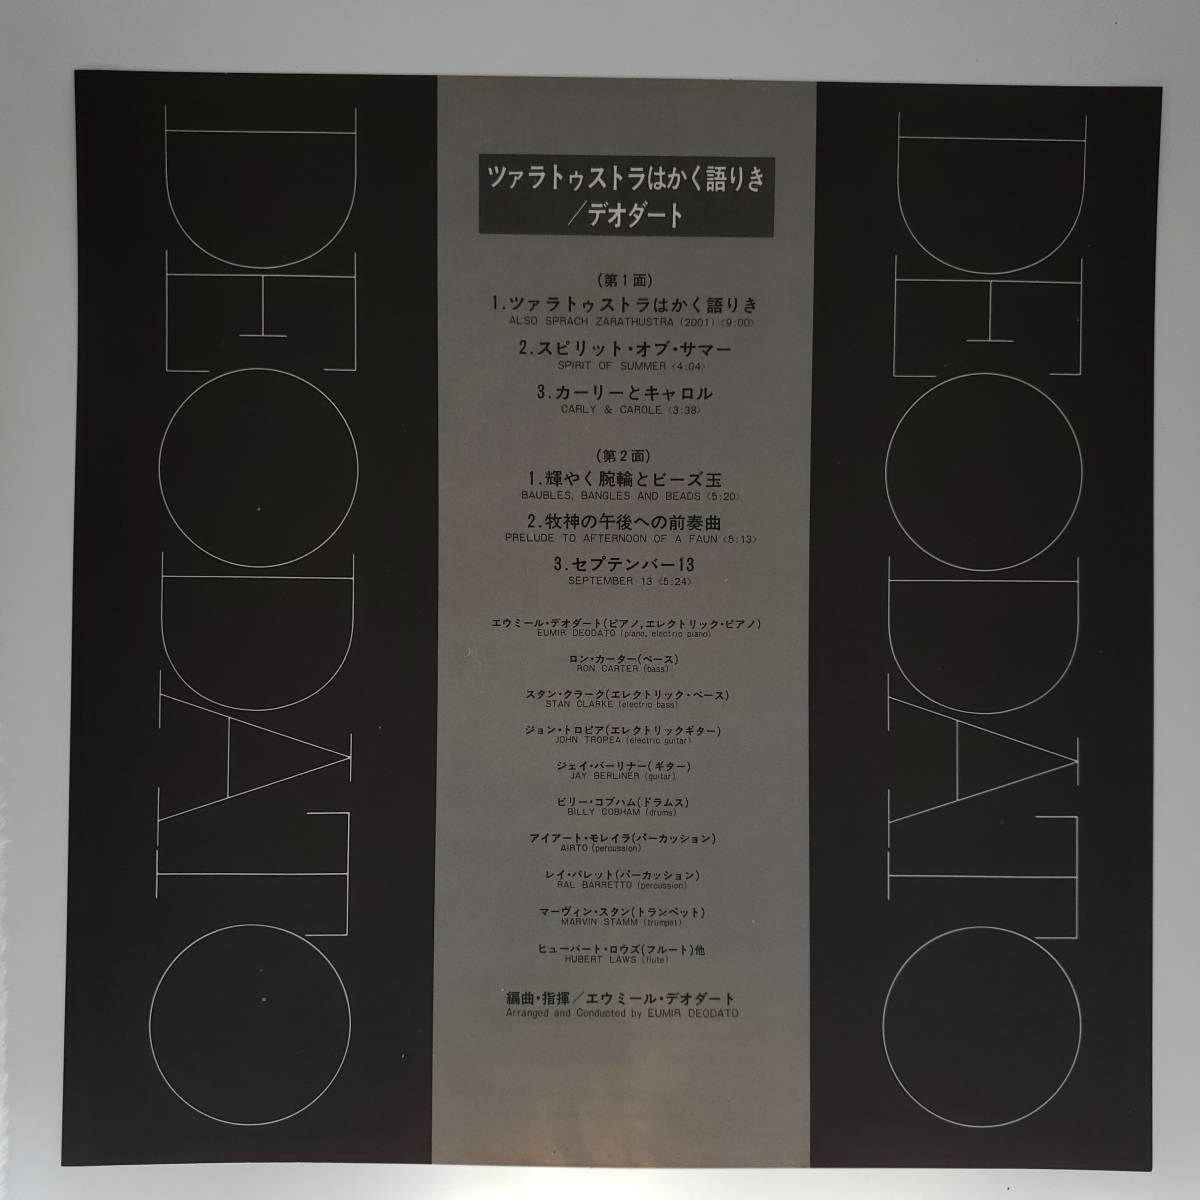 DEODATO
ツァラトゥストラはかく語りき
／デオダート
(第1面)
1.ツァラトゥストラはかく語りき
ALSO SPRACH ZARATHUSTRA (2001) <9:00>
2.スピリット・オブ・サマー
SPIRIT OF SUMMER <4:04>
3.カーリーとキャロル
CARLY & CAROLE <3:38>
(第2面)
1.輝やく腕輪とビーズ玉
BAUBLES, BANGLES AND BEADS <5:20>
2.牧神の午後への前奏曲
PRELUDE TO AFTERNOON OF A FAUN <5:13>
3.セプテンバー13
SEPTEMBER 13 <5:24>
エウミール・デオダート(ピアノ,エレクトリック・ピアノ)
EUMIR DEODATO (piano, electric piano)
ロン・カーター(ベース)
RON CARTER (bass)
スタン・クラーク(エレクトリック・ベース)
STAN CLARKE (electric bass)
ジョン・トロピア(エレクトリックギター)
JOHN TROPEA (electric guitar)
ジェイ・バーリナー(ギター)
JAY BERLINER (guitar)
ビリー・コブハム(ドラムス)
BILLY COBHAM (drums)
アイアート・モレイラ(パーカッション)
AIRTO (percussion)
レイ・バレット(パーカッション)
RAL BARRETTO (percussion)
マーヴィン・スタン(トランペット)
MARVIN STAMM (trumpet)
ヒューバート・ロウズ(フルート)他
HUBERT LAWS (flute)
編曲・指揮／エウミール・デオダート
Arranged and Conducted by EUMIR DEODATO
DEODATO